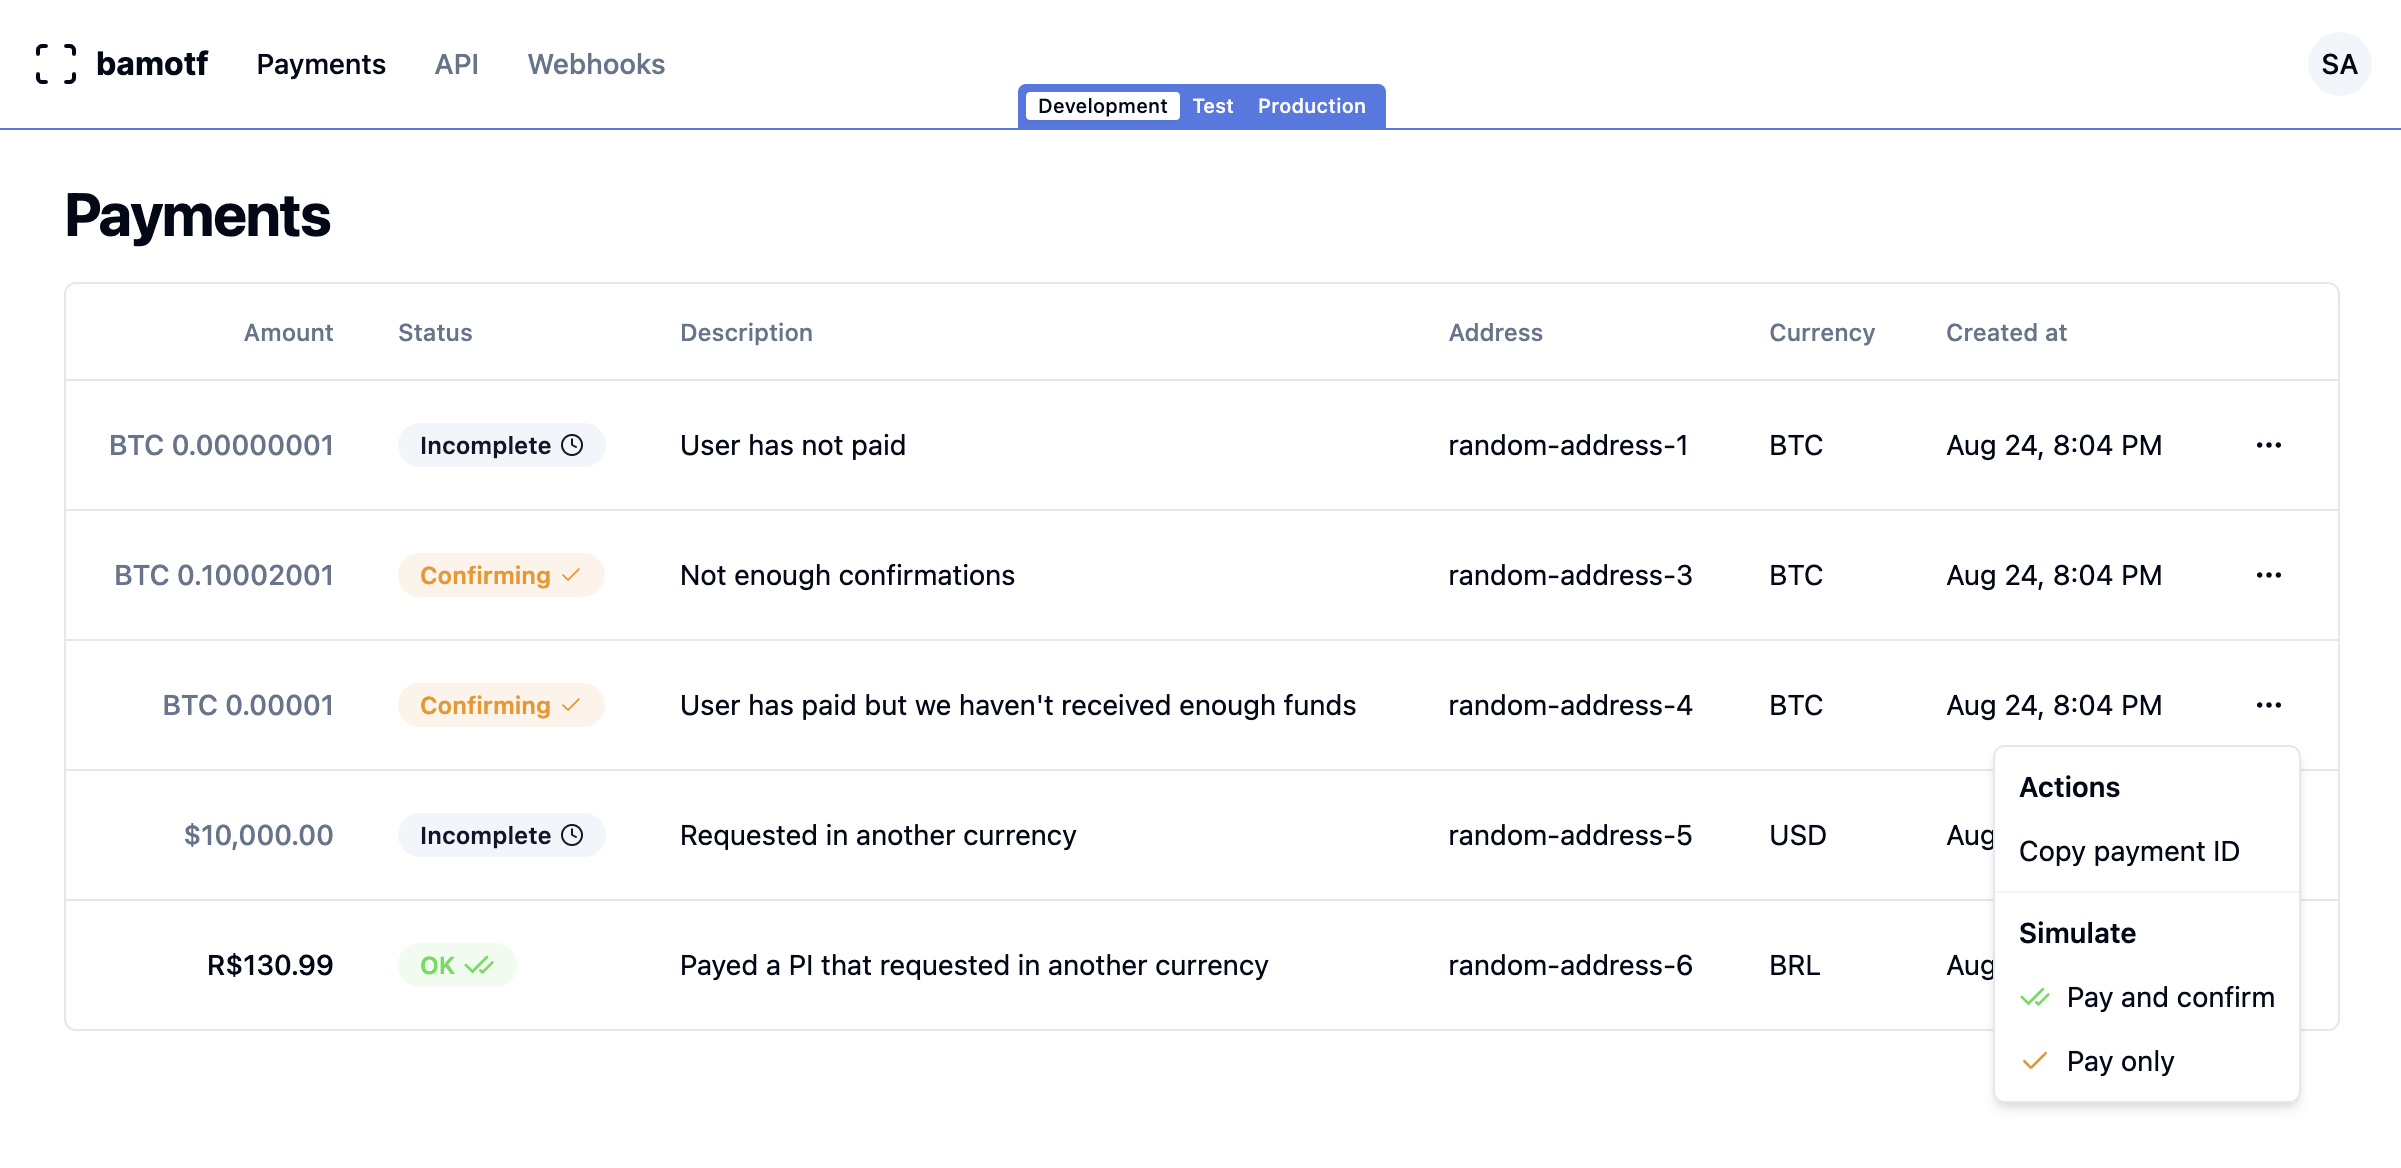 bamotf Payments API Webhooks SA
Development Test Production
Payments
Amount Status Description Address Currency Created at
BTC 0.00000001 Incomplete User has not paid random-address-1 BTC Aug 24, 8:04 PM
BTC 0.10002001 Confirming Not enough confirmations random-address-3 BTC Aug 24, 8:04 PM
BTC 0.00001 Confirming User has paid but we haven't received enough funds random-address-4 BTC Aug 24, 8:04 PM
$10,000.00 Incomplete Requested in another currency random-address-5 USD Aug
R$130.99 OK Payed a PI that requested in another currency random-address-6 BRL Aug
Actions
Copy payment ID
Simulate
Pay and confirm
Pay only